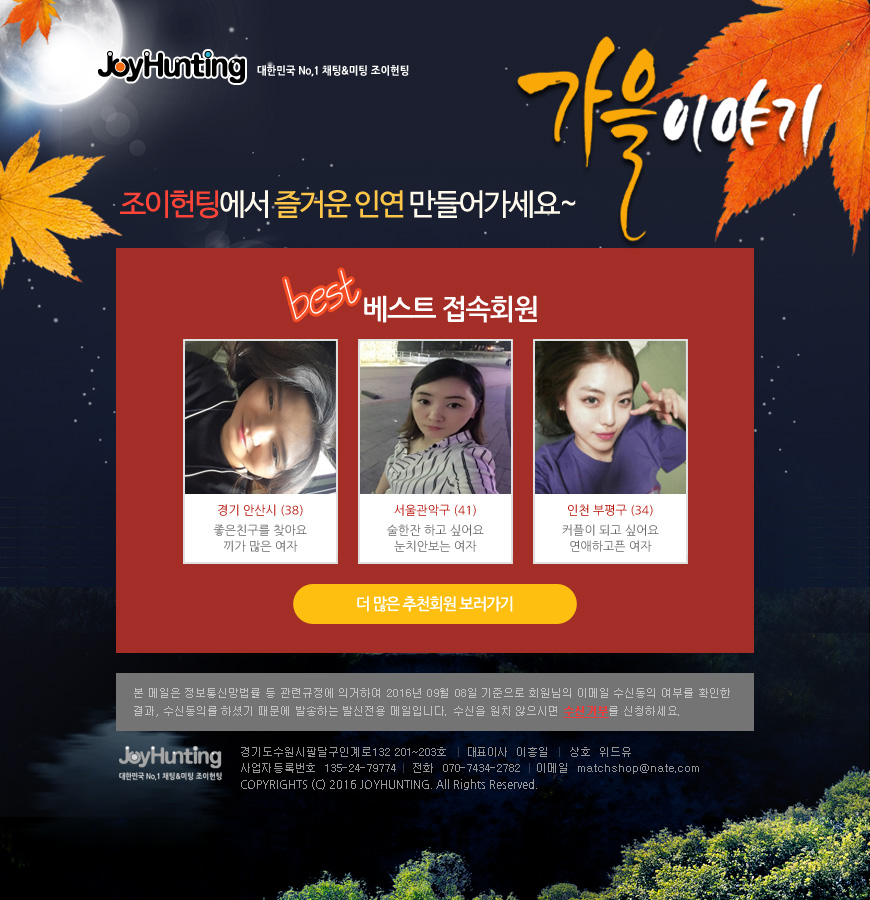 JoyHunting 대한민국 No,1 채팅&미팅 조이헌팅
가을이야기
조이헌팅에서 즐거운 인연 만들어가세요~
best 베스트 접속회원
경기 안산시 (38)
좋은친구를 찾아요
끼가 많은 여자
서울관악구 (41)
술한잔 하고 싶어요
눈치안보는 여자
인천 부평구 (34)
커플이 되고 싶어요
연애하고픈 여자
더 많은 추천회원 보러가기
본 메일은 정보통신망법률 등 관련규정에 의거하여 2016년 09월 08일 기준으로 회원님의 이메일 수신동의 여부를 확인한
결과, 수신동의를 하셨기 때문에 발송하는 발신전용 메일입니다. 수신을 원치 않으시면 수신거부를 신청하세요.
JoyHunting
대한민국 No,1 채팅&미팅 조이헌팅
경기도수원시팔달구인계로132 201~203호 | 대표이사 이홍일 | 상호 위드유
사업자등록번호 135-24-79774 | 전화 070-7434-2782 | 이메일 matchshop@nate.com
COPYRIGHTS (C) 2016 JOYHUNTING. All Rights Reserved.